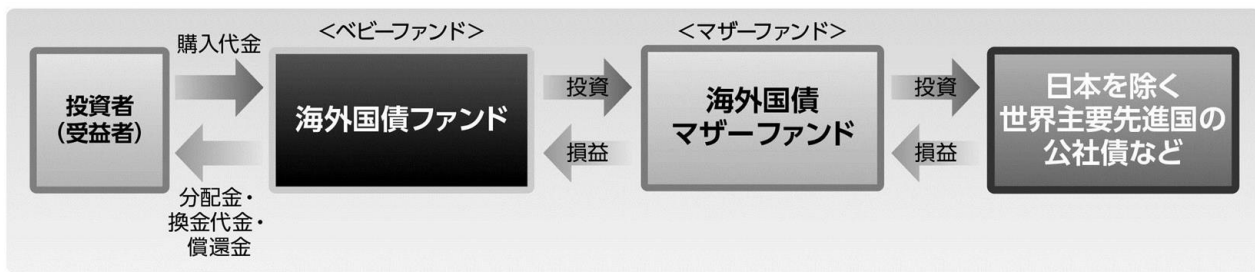 投資者
(受益者)
購入代金
分配金・
換金代金・
償還金
＜ベビーファンド＞
海外国債ファンド
投資
損益
＜マザーファンド＞
海外国債
マザーファンド
投資
損益
日本を除く
世界主要先進国の
公社債など